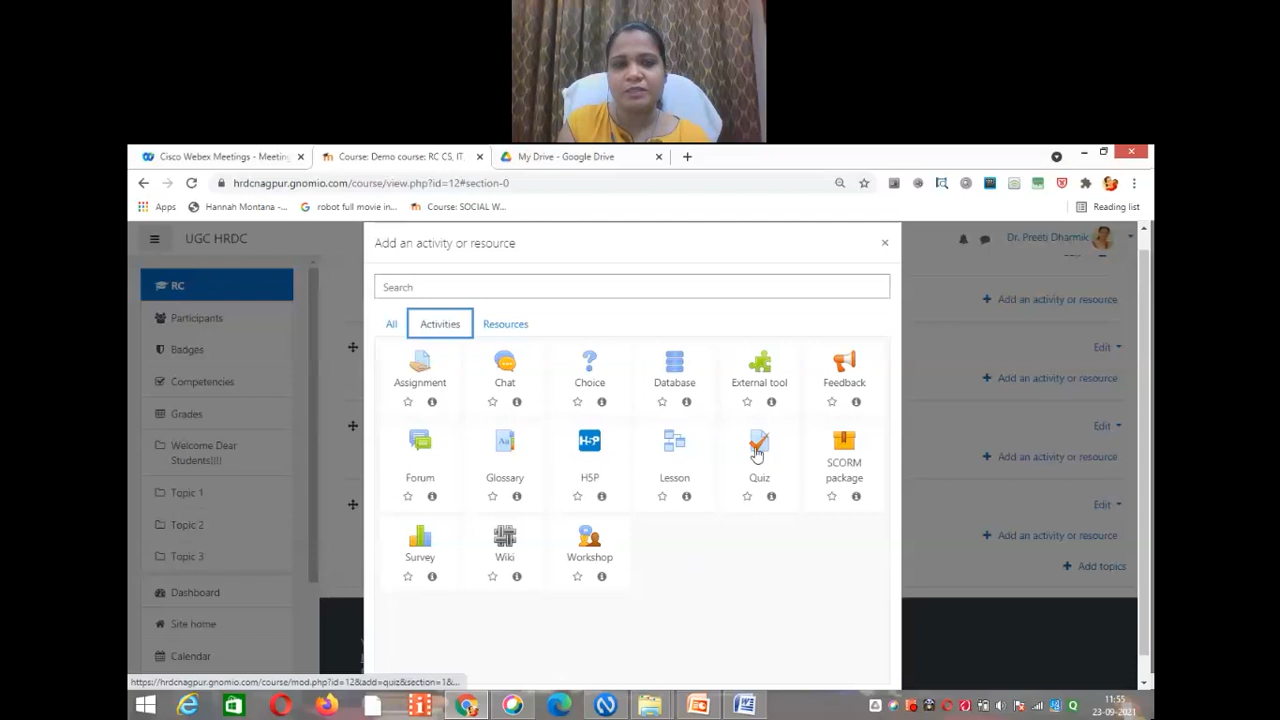 Cisco Webex Meetings - Meeting
Course: Demo course: RC CS, IT
My Drive - Google Drive
hrdcnagpur.gnomio.com/course/view.php?id=12#section-0
Apps
Hannah Montana -...
robot full movie in...
Course: SOCIAL W...
Reading list
UGC HRDC
Dr. Preeti Dharmik
RC
Participants
Badges
Competencies
Grades
Welcome Dear
Students))))
Topic 1
Topic 2
Topic 3
Dashboard
Site home
Calendar
Add an activity or resource
Search
All
Activities
Resources
Assignment
Chat
Choice
Database
External tool
Feedback
Forum
Glossary
H5P
H5P
Lesson
Quiz
SCORM
package
Survey
Wiki
Workshop
Add an activity or resource
Edit
Add an activity or resource
Edit
Add an activity or resource
Edit
Add an activity or resource
Add topics
https://hrdcnagpur.gnomio.com/course/mod.php?id=12&add=quiz&section=1&...
11:55
23-09-2021